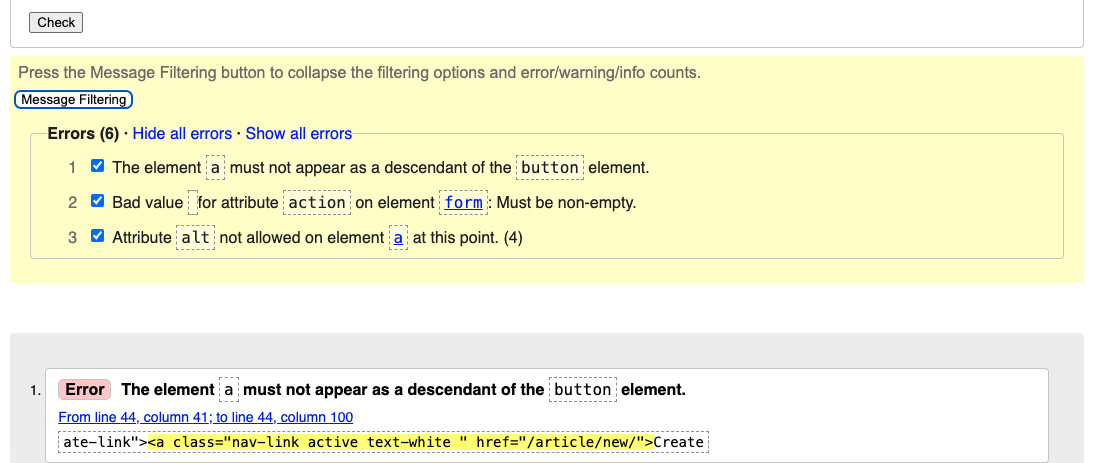 Check
Press the Message Filtering button to collapse the filtering options and error/warning/info counts.
Message Filtering
Errors (6) · Hide all errors · Show all errors
1 The element a must not appear as a descendant of the button element.
2 Bad value for attribute action on element form: Must be non-empty.
3 Attribute alt not allowed on element a at this point. (4)
1. Error The element a must not appear as a descendant of the button element.
From line 44, column 41; to line 44, column 100
ate-link"><a class="nav-link active text-white " href="/article/new/">Create